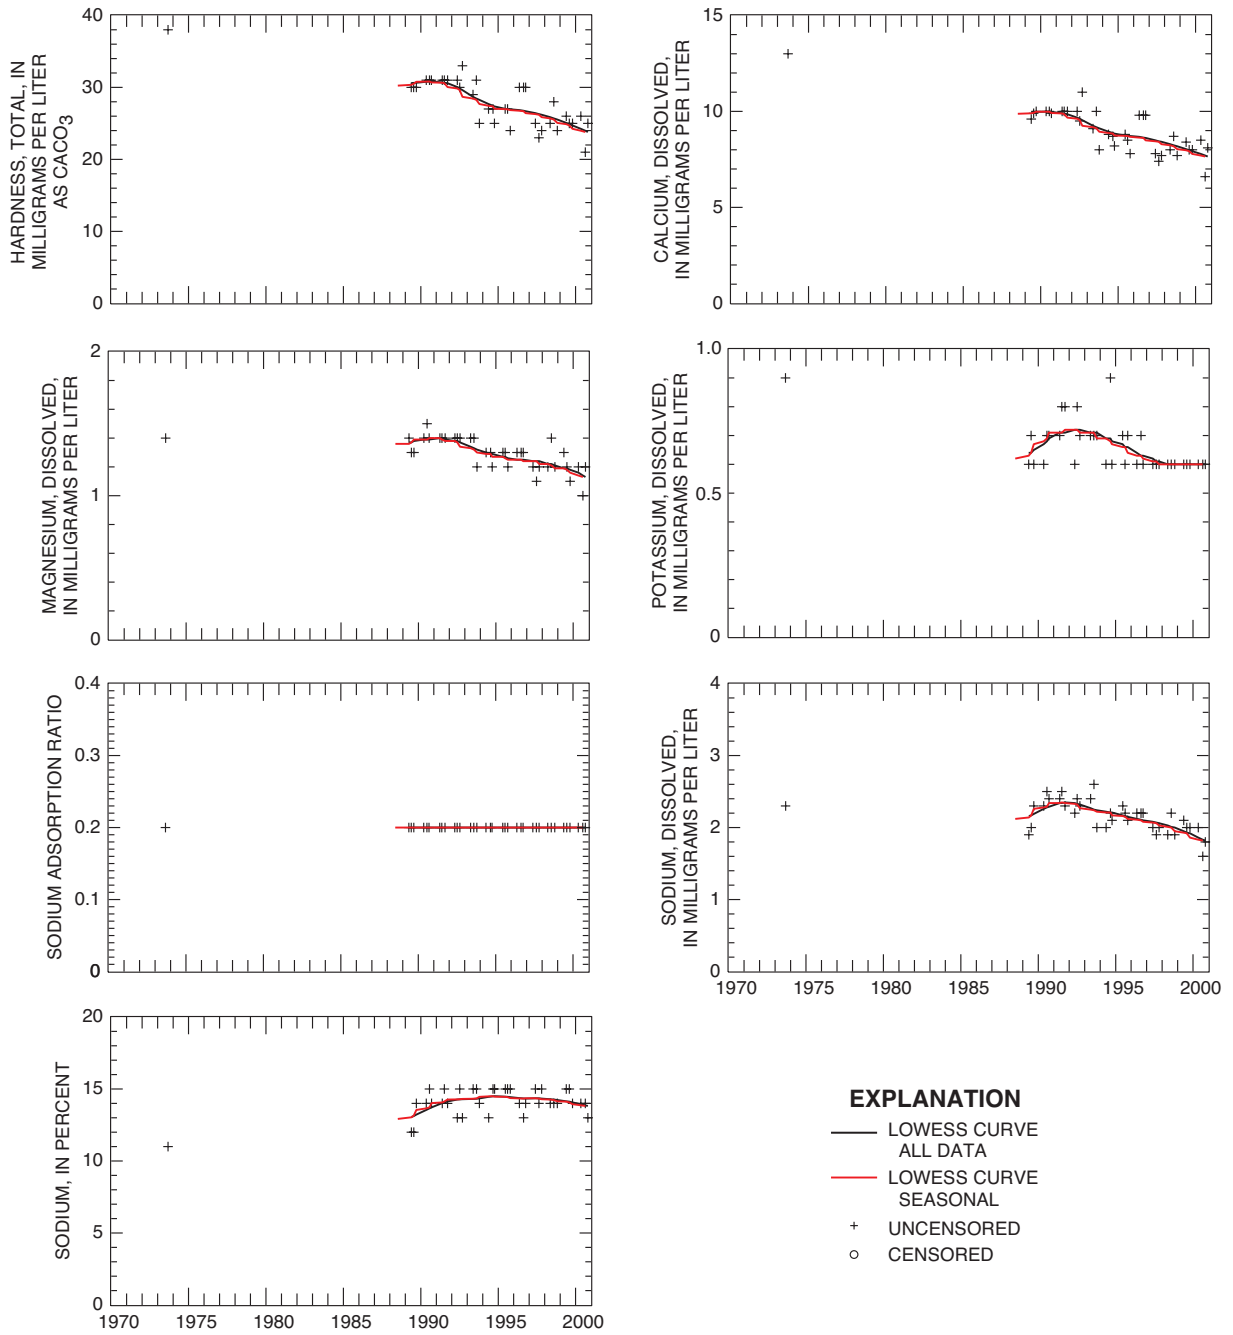 HARDNESS, TOTAL, IN
MILLIGRAMS PER LITER
AS CACO3
40
30
20
10
0
CALCIUM, DISSOLVED,
IN MILLIGRAMS PER LITER
15
10
5
0
MAGNESIUM, DISSOLVED,
IN MILLIGRAMS PER LITER
2
1
0
POTASSIUM, DISSOLVED,
IN MILLIGRAMS PER LITER
1.0
0.5
0
SODIUM ADSORPTION RATIO
0.4
0.3
0.2
0.1
0
SODIUM, DISSOLVED,
IN MILLIGRAMS PER LITER
4
3
2
1
0
1970 1975 1980 1985 1990 1995 2000
SODIUM, IN PERCENT
20
15
10
5
0
1970 1975 1980 1985 1990 1995 2000
EXPLANATION
LOWESS CURVE
ALL DATA
LOWESS CURVE
SEASONAL
UNCENSORED
CENSORED